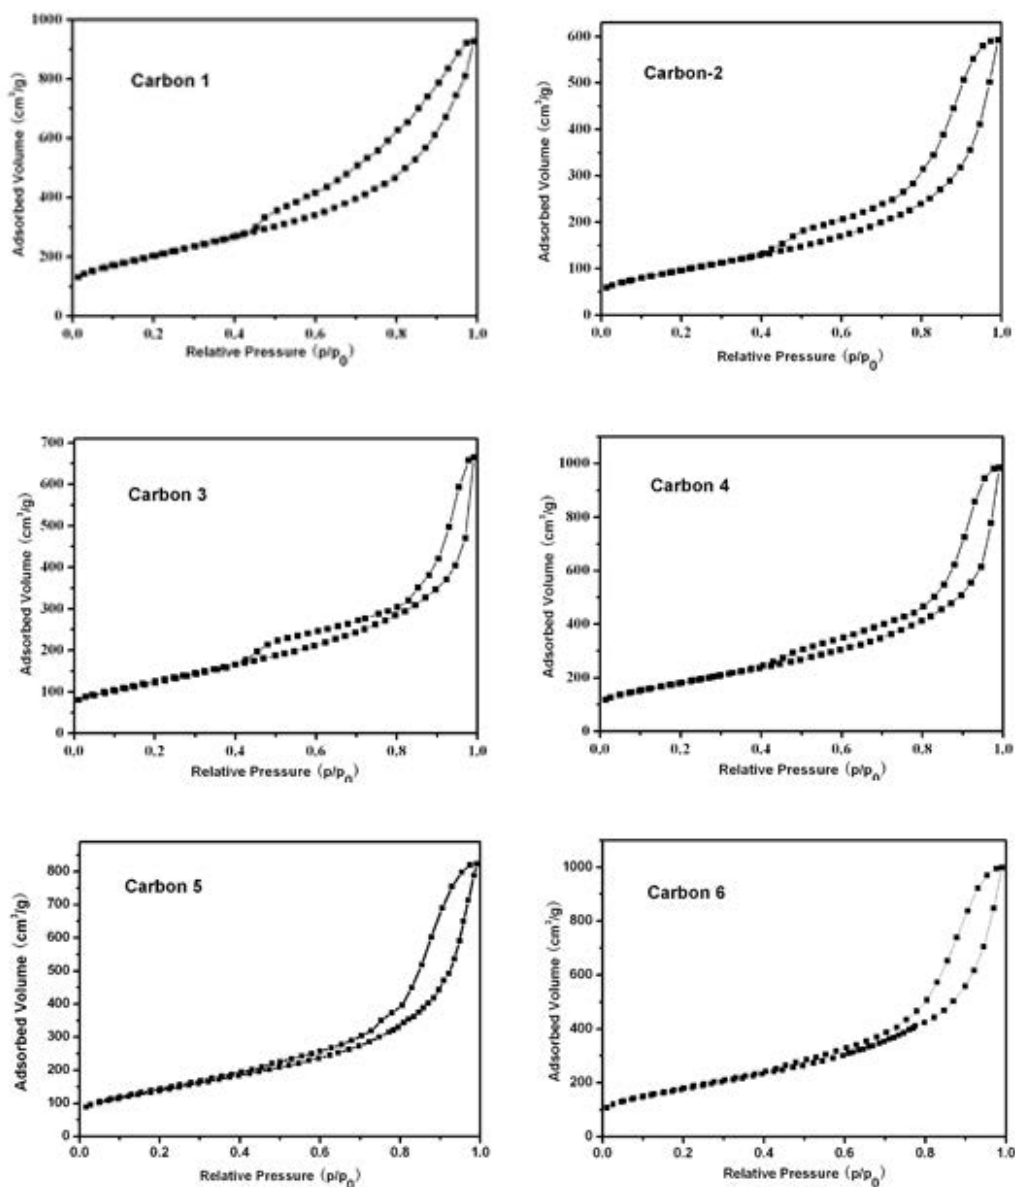 1000
800
600
400
200
0
Adsorbed Volume (cm³/g)
Carbon 1
0.0 0.2 0.4 0.6 0.8 1.0
Relative Pressure (p/p₀)
600
500
400
300
200
100
0
Adsorbed Volume (cm³/g)
Carbon-2
0.0 0.2 0.4 0.6 0.8 1.0
Relative Pressure (p/p₀)
700
600
500
400
300
200
100
0
Adsorbed Volume (cm³/g)
Carbon 3
0.0 0.2 0.4 0.6 0.8 1.0
Relative Pressure (p/p₀)
1000
800
600
400
200
0
Adsorbed Volume (cm³/g)
Carbon 4
0.0 0.2 0.4 0.6 0.8 1.0
Relative Pressure (p/p₀)
800
700
600
500
400
300
200
100
0
Adsorbed Volume (cm³/g)
Carbon 5
0.0 0.2 0.4 0.6 0.8 1.0
Relative Pressure (p/p₀)
1000
800
600
400
200
0
Adsorbed Volume (cm³/g)
Carbon 6
0.0 0.2 0.4 0.6 0.8 1.0
Relative Pressure (p/p₀)